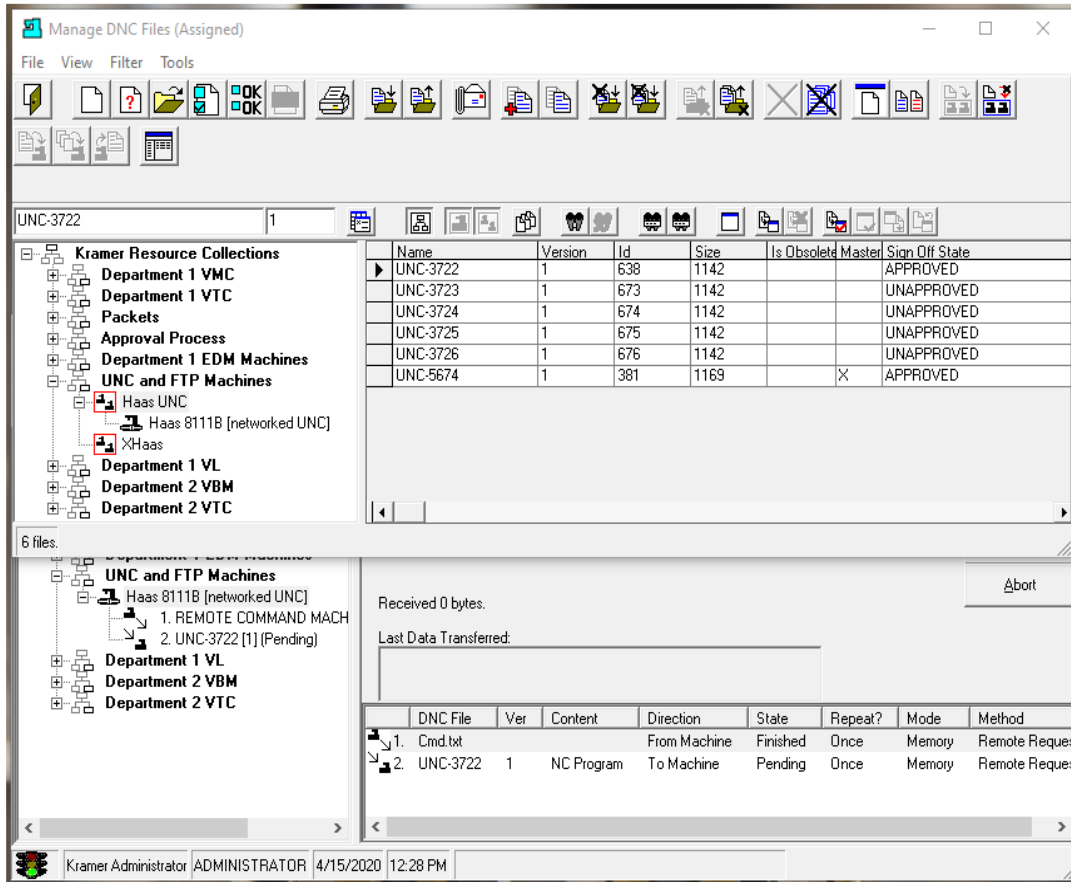 Manage DNC Files (Assigned)
File View Filter Tools
UNC-3722 1
Kramer Resource Collections
Department 1 VMC
Department 1 VTC
Packets
Approval Process
Department 1 EDM Machines
UNC and FTP Machines
Haas UNC
Haas 8111B [networked UNC]
XHaas
Department 1 VL
Department 2 VBM
Department 2 VTC
Name Version Id Size Is Obsolete Master Sign Off State
UNC-3722 1 638 1142 APPROVED
UNC-3723 1 673 1142 UNAPPROVED
UNC-3724 1 674 1142 UNAPPROVED
UNC-3725 1 675 1142 UNAPPROVED
UNC-3726 1 676 1142 UNAPPROVED
UNC-5674 1 381 1169 X APPROVED
6 files.
Department 1 EDM Machines
UNC and FTP Machines
Haas 8111B [networked UNC]
1. REMOTE COMMAND MACH
2. UNC-3722 [1] (Pending)
Department 1 VL
Department 2 VBM
Department 2 VTC
Abort
Received 0 bytes.
Last Data Transferred:
DNC File Ver Content Direction State Repeat? Mode Method
1. Cmd.txt From Machine Finished Once Memory Remote Reques
2. UNC-3722 1 NC Program To Machine Pending Once Memory Remote Reques
Kramer Administrator ADMINISTRATOR 4/15/2020 12:28 PM